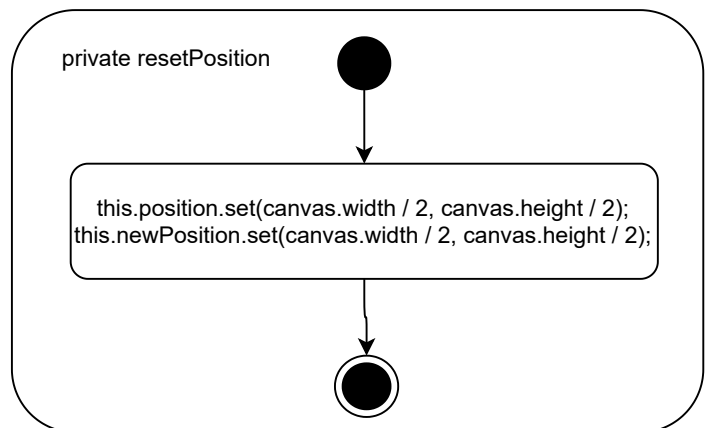 private resetPosition
this.position.set(canvas.width / 2, canvas.height / 2);
this.newPosition.set(canvas.width / 2, canvas.height / 2);